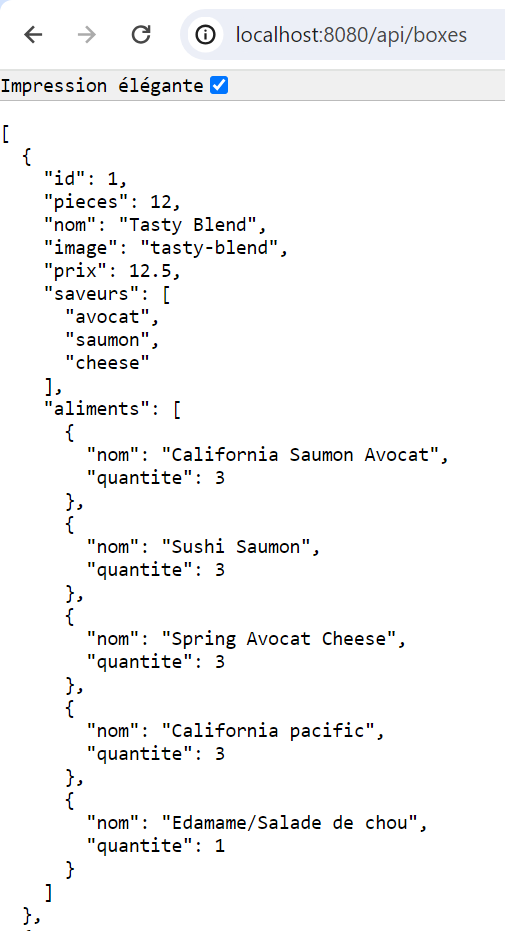 localhost:8080/api/boxes
Impression élégante
[
  {
    "id": 1,
    "pieces": 12,
    "nom": "Tasty Blend",
    "image": "tasty-blend",
    "prix": 12.5,
    "saveurs": [
      "avocat",
      "saumon",
      "cheese"
    ],
    "aliments": [
      {
        "nom": "California Saumon Avocat",
        "quantite": 3
      },
      {
        "nom": "Sushi Saumon",
        "quantite": 3
      },
      {
        "nom": "Spring Avocat Cheese",
        "quantite": 3
      },
      {
        "nom": "California pacific",
        "quantite": 3
      },
      {
        "nom": "Edamame/Salade de chou",
        "quantite": 1
      }
    ]
  },